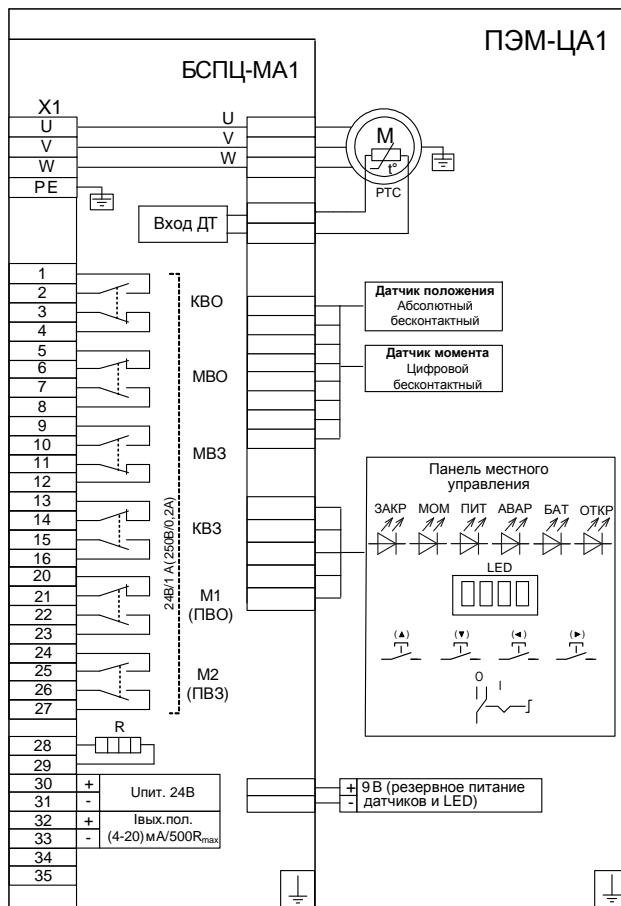 ПЭМ-ЦА1
БСПЦ-МА1
X1
U
V
W
PE
U
V
W
M
t°
РТС
Вход ДТ
1
2
3
4
5
6
7
8
9
10
11
12
13
14
15
16
20
21
22
23
24
25
26
27
28
29
30
31
32
33
34
35
КВО
МВО
МВЗ
КВЗ
М1
(ПВО)
М2
(ПВЗ)
24В/1 А (250В/0,2А)
R
+
-
Uпит. 24В
+
-
Iвых.пол.
(4-20) мА/500Rmax
Датчик положения
Абсолютный
бесконтактный
Датчик момента
Цифровой
бесконтактный
Панель местного
управления
ЗАКР МОМ ПИТ АВАР БАТ ОТКР
LED
(▲) (▼) (◄) (►)
O I
+ 9 В (резервное питание
- датчиков и LED)